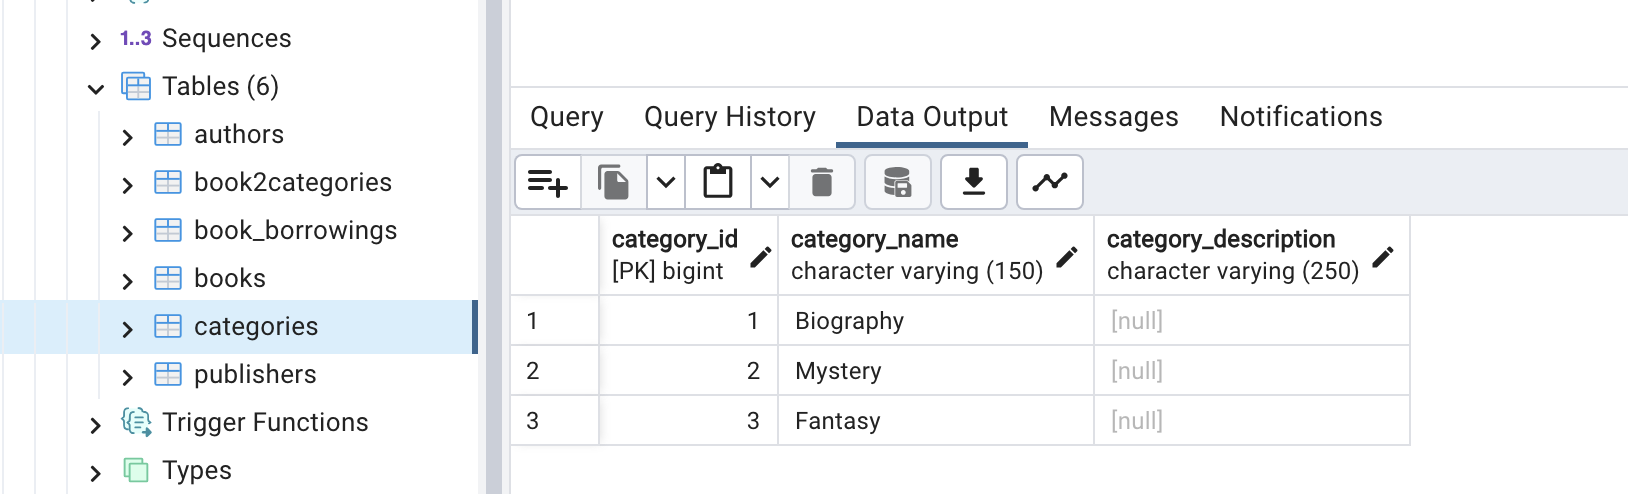 1..3 Sequences
Tables (6)
authors
book2categories
book_borrowings
books
categories
publishers
Trigger Functions
Types
Query Query History Data Output Messages Notifications
category_id category_name category_description
[PK] bigint character varying (150) character varying (250)
1 1 Biography [null]
2 2 Mystery [null]
3 3 Fantasy [null]